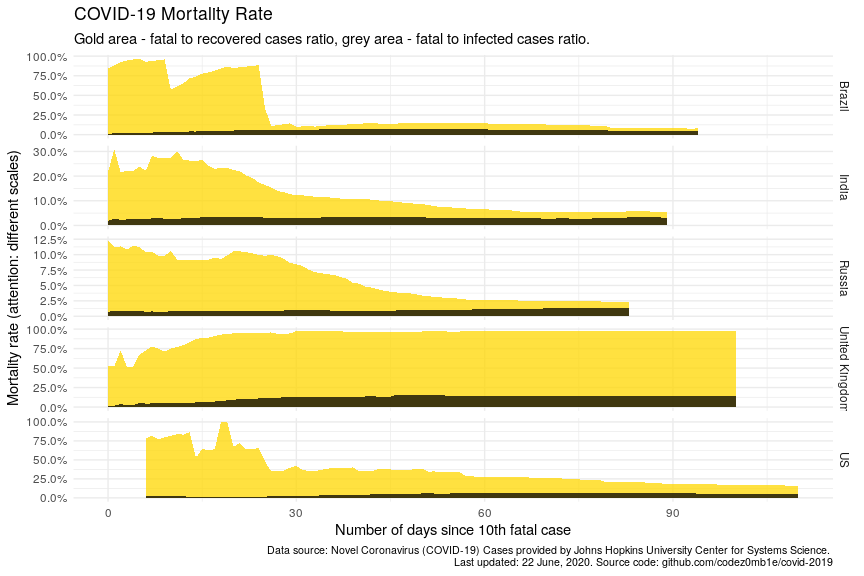 COVID-19 Mortality Rate
Gold area - fatal to recovered cases ratio, grey area - fatal to infected cases ratio.
Mortality rate (attention: different scales)
100.0%
75.0%
50.0%
25.0%
0.0%
Brazil
30.0%
20.0%
10.0%
0.0%
India
12.5%
10.0%
7.5%
5.0%
2.5%
0.0%
Russia
100.0%
75.0%
50.0%
25.0%
0.0%
United Kingdom
100.0%
75.0%
50.0%
25.0%
0.0%
US
0
30
60
90
Number of days since 10th fatal case
Data source: Novel Coronavirus (COVID-19) Cases provided by Johns Hopkins University Center for Systems Science.
Last updated: 22 June, 2020. Source code: github.com/codez0mb1e/covid-2019